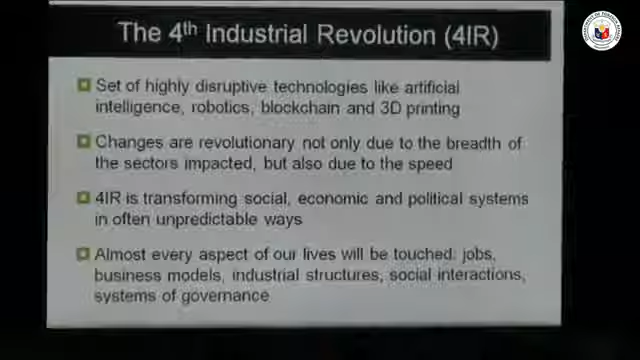 The 4th Industrial Revolution (4IR)
Set of highly disruptive technologies like artificial
intelligence, robotics, blockchain and 3D printing
Changes are revolutionary not only due to the breadth of
the sectors impacted, but also due to the speed
4IR is transforming social, economic and political systems
in often unpredictable ways
Almost every aspect of our lives will be touched: jobs,
business models, industrial structures, social interactions,
systems of governance